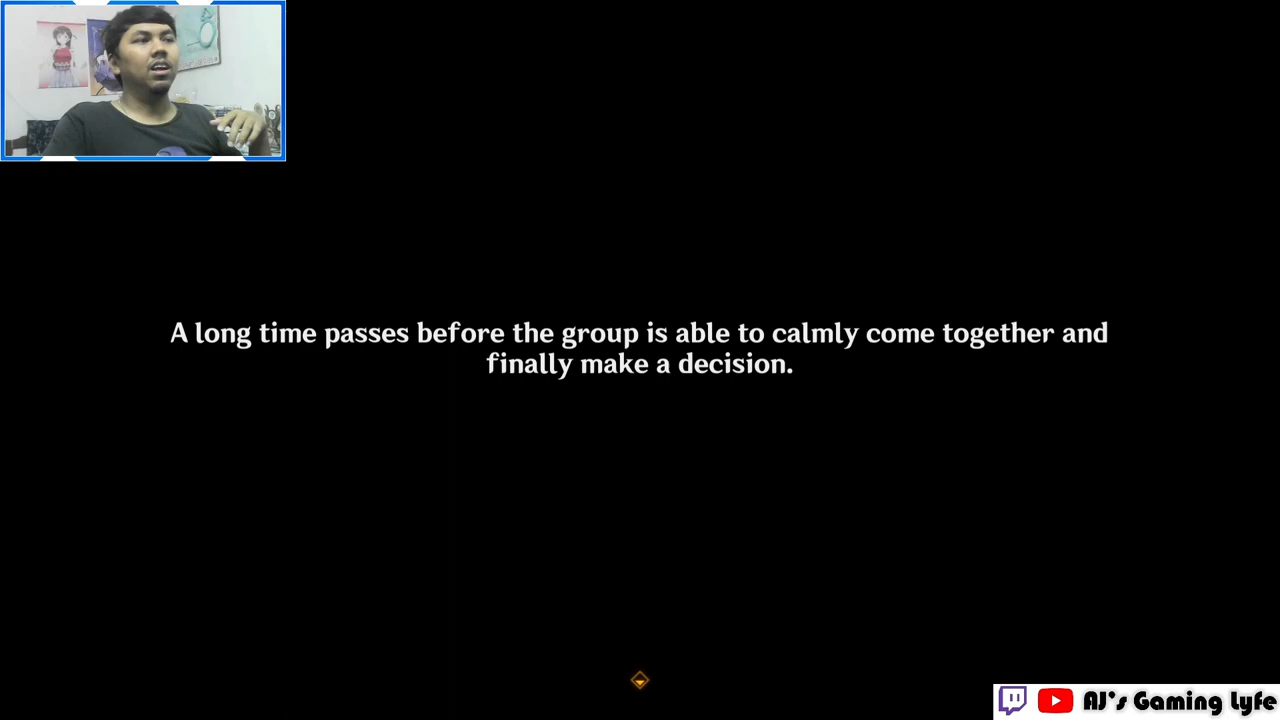 A long time passes before the group is able to calmly come together and
finally make a decision.
AJ's Gaming Lyfe